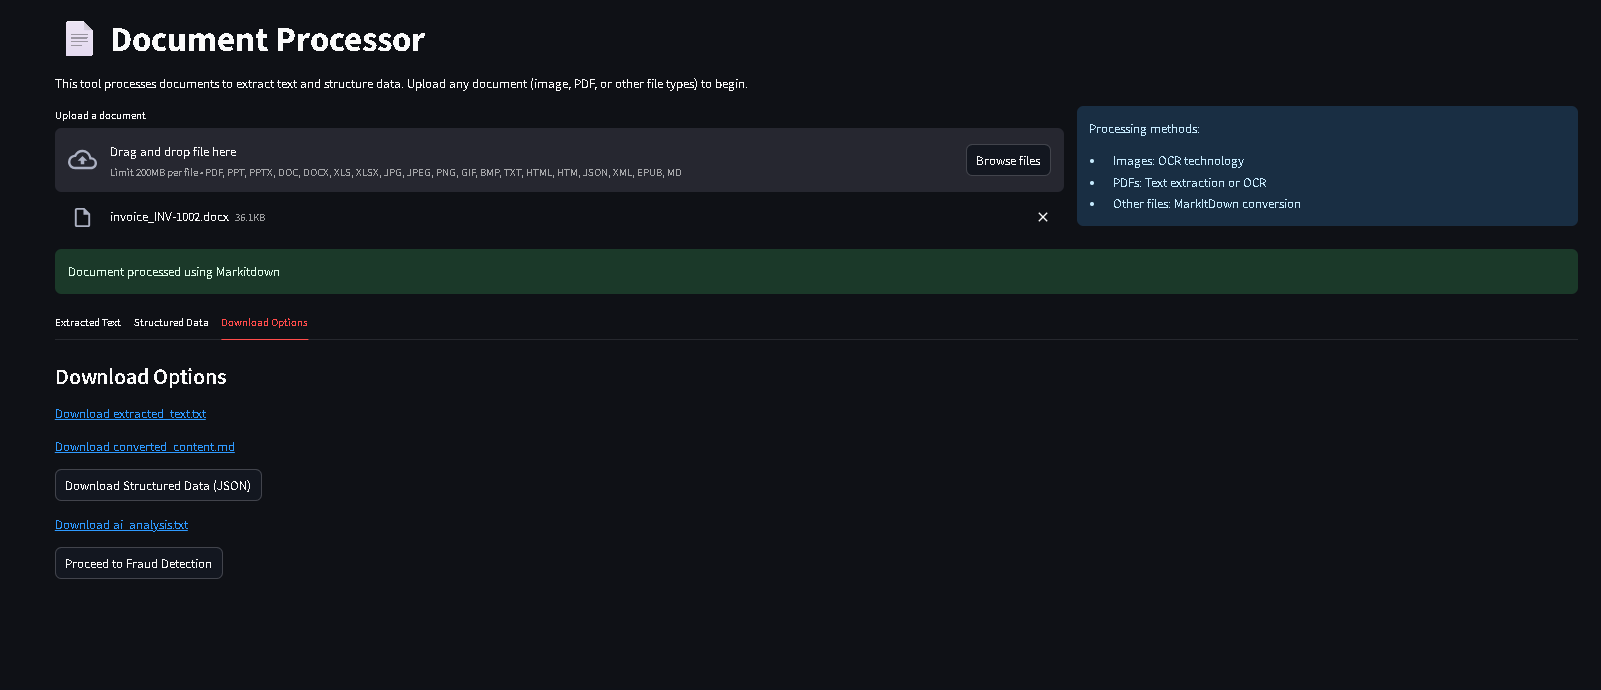 Document Processor
This tool processes documents to extract text and structure data. Upload any document (image, PDF, or other file types) to begin.
Upload a document
Drag and drop file here
Limit 200MB per file • PDF, PPT, PPTX, DOC, DOCX, XLS, XLSX, JPG, JPEG, PNG, GIF, BMP, TXT, HTML, HTM, JSON, XML, EPUB, MD
Browse files
invoice_INV-1002.docx 36.1KB
Processing methods:
• Images: OCR technology
• PDFs: Text extraction or OCR
• Other files: MarkItDown conversion
Document processed using Markitdown
Extracted Text Structured Data Download Options
Download Options
Download extracted_text.txt
Download converted_content.md
Download Structured Data (JSON)
Download ai_analysis.txt
Proceed to Fraud Detection